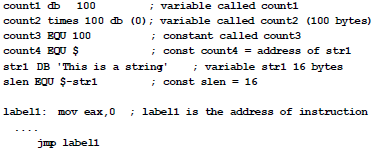 count1 db 100 ; variable called count1
count2 times 100 db (0); variable called count2 (100 bytes)
count3 EQU 100 ; constant called count3
count4 EQU $ ; const count4 = address of str1
str1 DB 'This is a string' ; variable str1 16 bytes
slen EQU $-str1 ; const slen = 16
label1: mov eax,0 ; label1 is the address of instruction
....
jmp label1